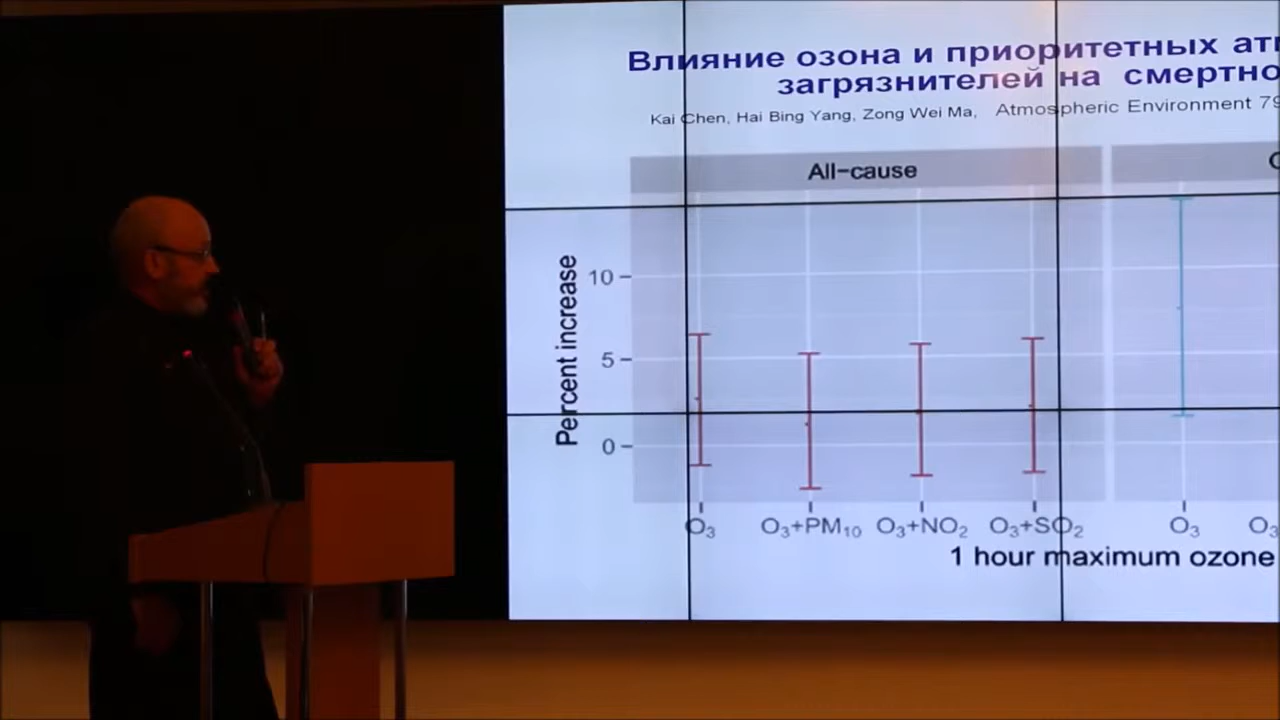 Влияние озона и приоритетных
загрязнителей на смертно
Kai Chen, Hai Bing Yang, Zong Wei Ma, Atmospheric Environment 79
All-cause
Percent increase
10
5
0
O₃ O₃+PM₁₀ O₃+NO₂ O₃+SO₂ O₃ O₃
1 hour maximum ozone